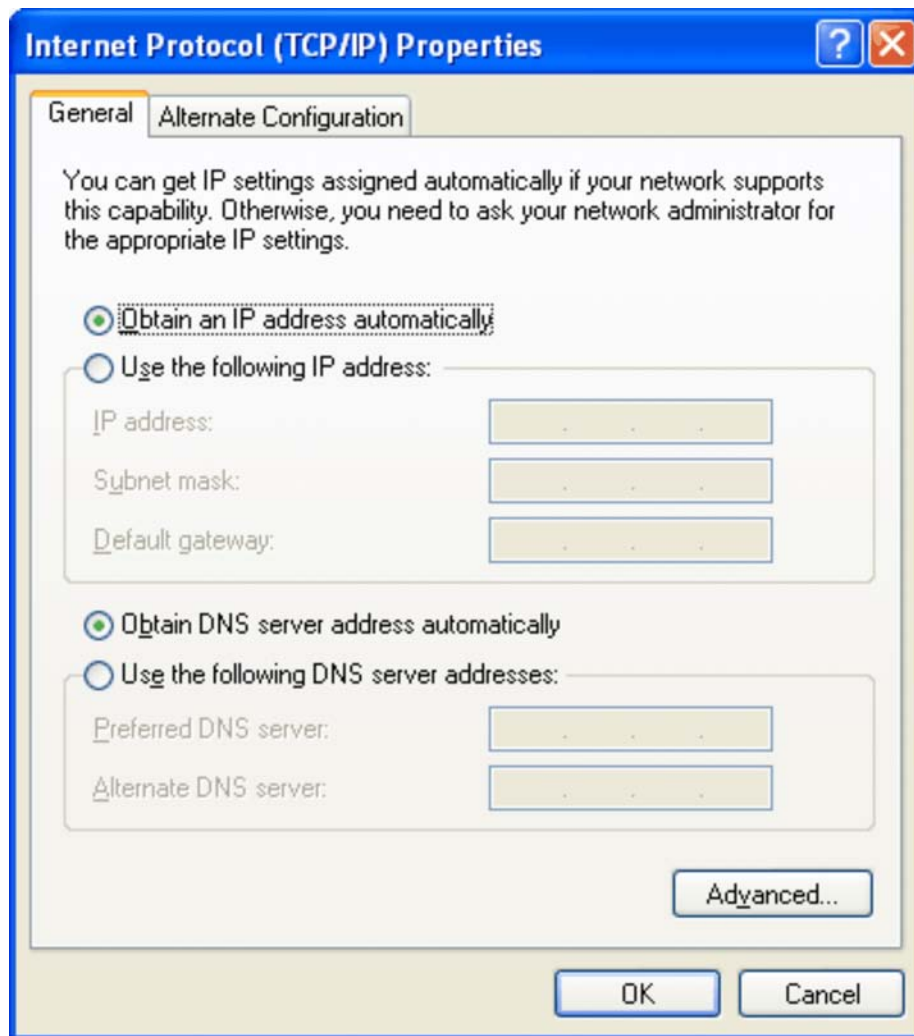 Internet Protocol (TCP/IP) Properties
General
Alternate Configuration
You can get IP settings assigned automatically if your network supports
this capability. Otherwise, you need to ask your network administrator for
the appropriate IP settings.
Obtain an IP address automatically
Use the following IP address:
IP address:
Subnet mask:
Default gateway:
Obtain DNS server address automatically
Use the following DNS server addresses:
Preferred DNS server:
Alternate DNS server:
Advanced...
OK
Cancel